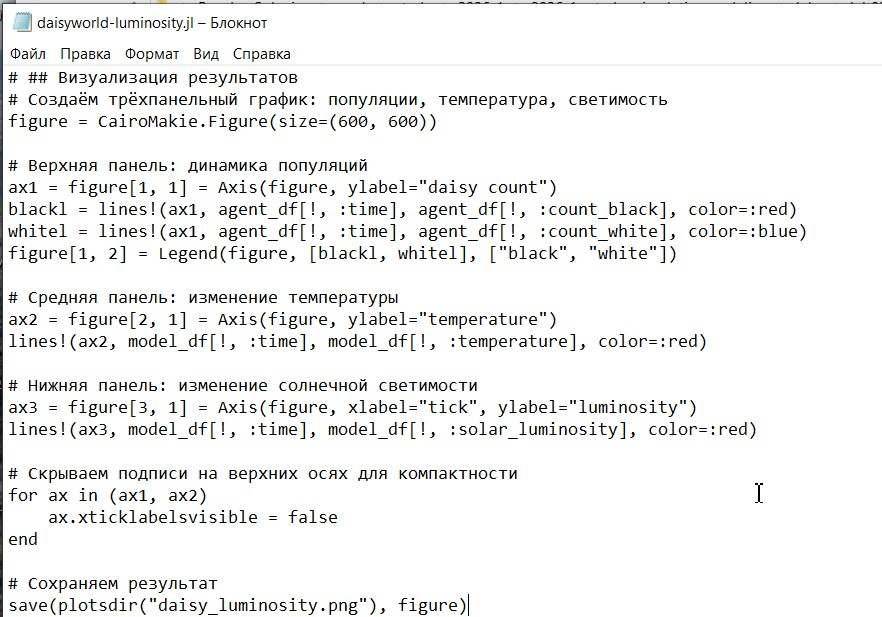 daisyworld-luminosity.jl – Блокнот
Файл Правка Формат Вид Справка
# ## Визуализация результатов
# Создаём трёхпанельный график: популяции, температура, светимость
figure = CairoMakie.Figure(size=(600, 600))
# Верхняя панель: динамика популяций
ax1 = figure[1, 1] = Axis(figure, ylabel="daisy count")
blackl = lines!(ax1, agent_df[!, :time], agent_df[!, :count_black], color=:red)
whitel = lines!(ax1, agent_df[!, :time], agent_df[!, :count_white], color=:blue)
figure[1, 2] = Legend(figure, [blackl, whitel], ["black", "white"])
# Средняя панель: изменение температуры
ax2 = figure[2, 1] = Axis(figure, ylabel="temperature")
lines!(ax2, model_df[!, :time], model_df[!, :temperature], color=:red)
# Нижняя панель: изменение солнечной светимости
ax3 = figure[3, 1] = Axis(figure, xlabel="tick", ylabel="luminosity")
lines!(ax3, model_df[!, :time], model_df[!, :solar_luminosity], color=:red)
# Скрываем подписи на верхних осях для компактности
for ax in (ax1, ax2)
    ax.xticklabelsvisible = false
end
# Сохраняем результат
save(plotsdir("daisy_luminosity.png"), figure)